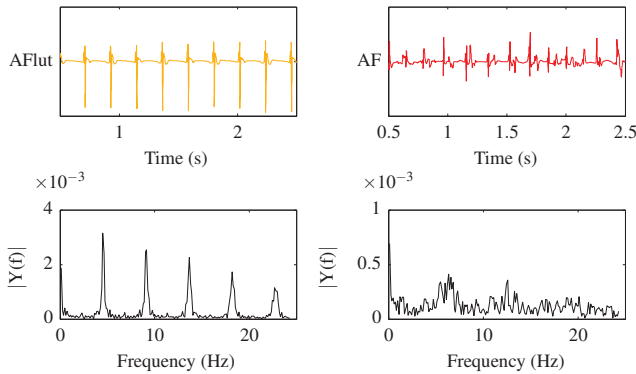 AFlut
1 2
Time (s)
AF
0.5 1 1.5 2 2.5
Time (s)
×10−3
4
2
0
|Y(f)|
0 10 20
Frequency (Hz)
×10−3
1
0.5
0
|Y(f)|
0 10 20
Frequency (Hz)